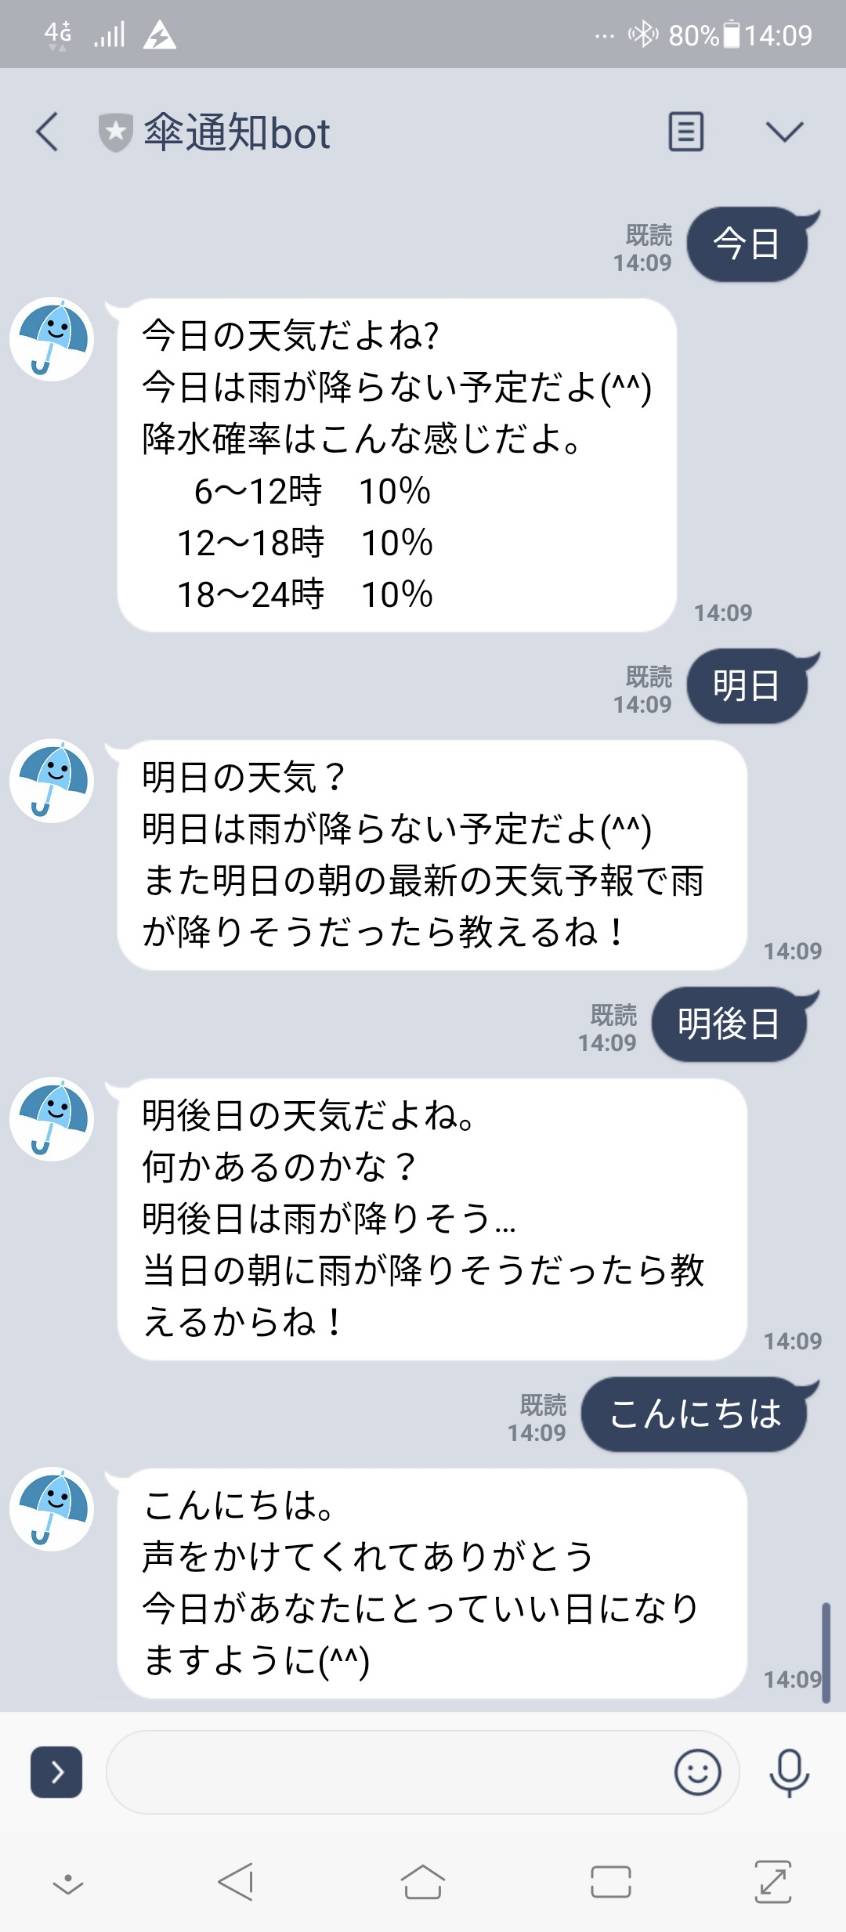 4G+ 80% 14:09
傘通知bot
既読
14:09
今日
今日の天気だよね?
今日は雨が降らない予定だよ(^^)
降水確率はこんな感じだよ。
6〜12時　10%
12〜18時　10%
18〜24時　10%
14:09
既読
14:09
明日
明日の天気？
明日は雨が降らない予定だよ(^^)
また明日の朝の最新の天気予報で雨
が降りそうだったら教えるね！
14:09
既読
14:09
明後日
明後日の天気だよね。
何かあるのかな？
明後日は雨が降りそう...
当日の朝に雨が降りそうだったら教
えるからね！
14:09
既読
14:09
こんにちは
こんにちは。
声をかけてくれてありがとう
今日があなたにとっていい日になり
ますように(^^)
14:09